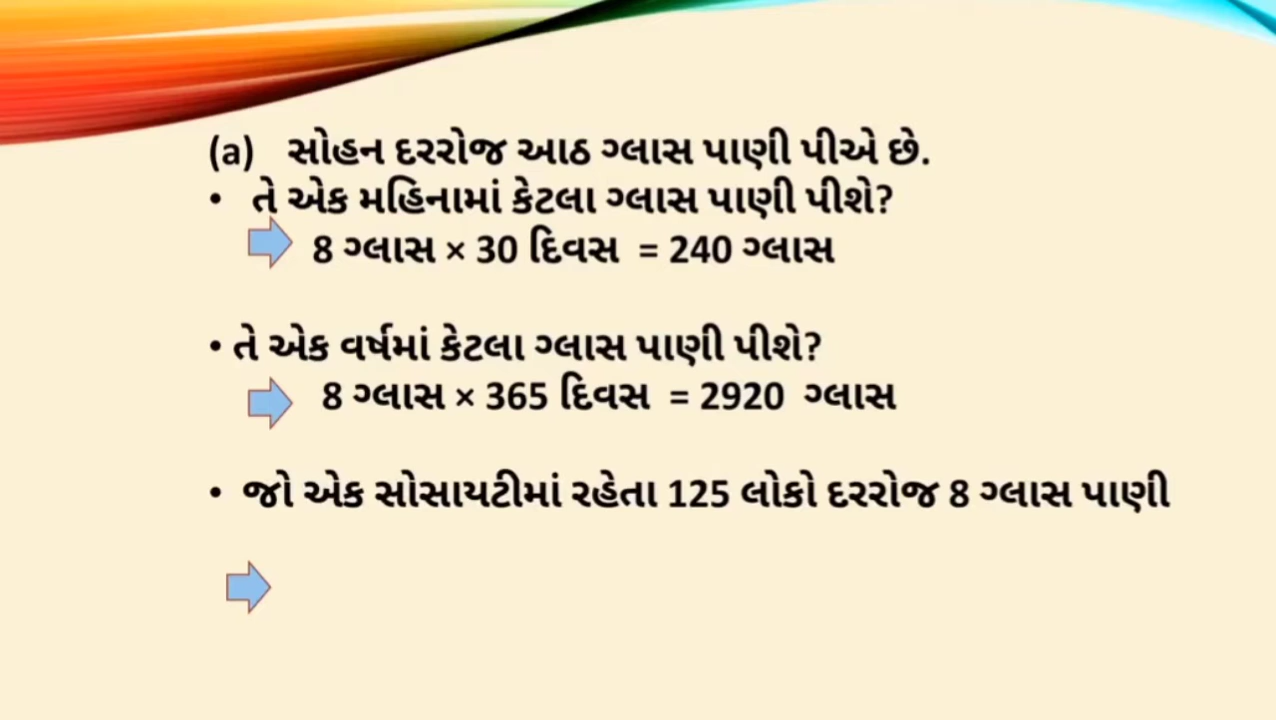 (a) સોહન દરરોજ આઠ ગ્લાસ પાણી પીએ છે.
• તે એક મહિનામાં કેટલા ગ્લાસ પાણી પીશે?
8 ગ્લાસ × 30 દિવસ = 240 ગ્લાસ
• તે એક વર્ષમાં કેટલા ગ્લાસ પાણી પીશે?
8 ગ્લાસ × 365 દિવસ = 2920 ગ્લાસ
• જો એક સોસાયટીમાં રહેતા 125 લોકો દરરોજ 8 ગ્લાસ પાણી